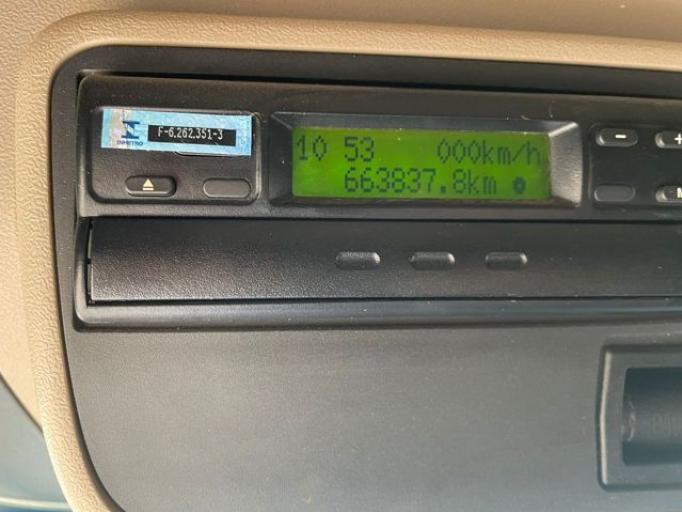 F-6.262.351-3
INMETRO
10 53 000km/h
663837.8km
- +
M